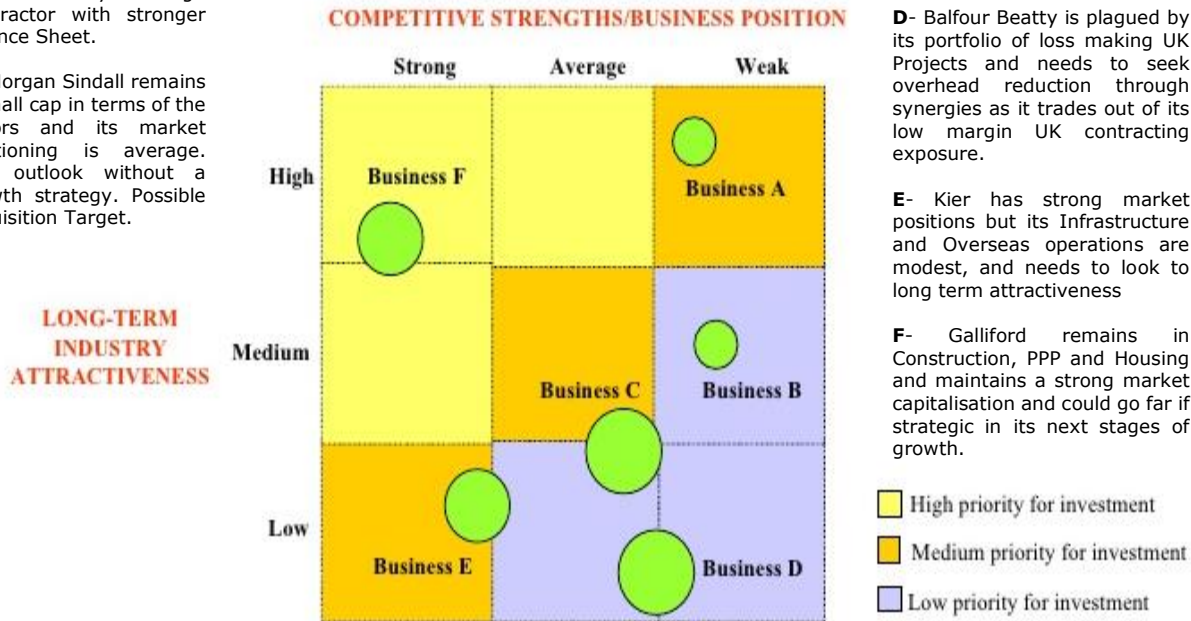 ractor with stronger
nce Sheet.
organ Sindall remains
all cap in terms of the
ors and its market
ioning is average.
outlook without a
th strategy. Possible
uisition Target.
COMPETITIVE STRENGTHS/BUSINESS POSITION
Strong Average Weak
High
Medium
Low
LONG-TERM
INDUSTRY
ATTRACTIVENESS
Business F
Business A
Business C
Business B
Business E
Business D
D- Balfour Beatty is plagued by
its portfolio of loss making UK
Projects and needs to seek
overhead reduction through
synergies as it trades out of its
low margin UK contracting
exposure.
E- Kier has strong market
positions but its Infrastructure
and Overseas operations are
modest, and needs to look to
long term attractiveness
F- Galliford remains in
Construction, PPP and Housing
and maintains a strong market
capitalisation and could go far if
strategic in its next stages of
growth.
High priority for investment
Medium priority for investment
Low priority for investment